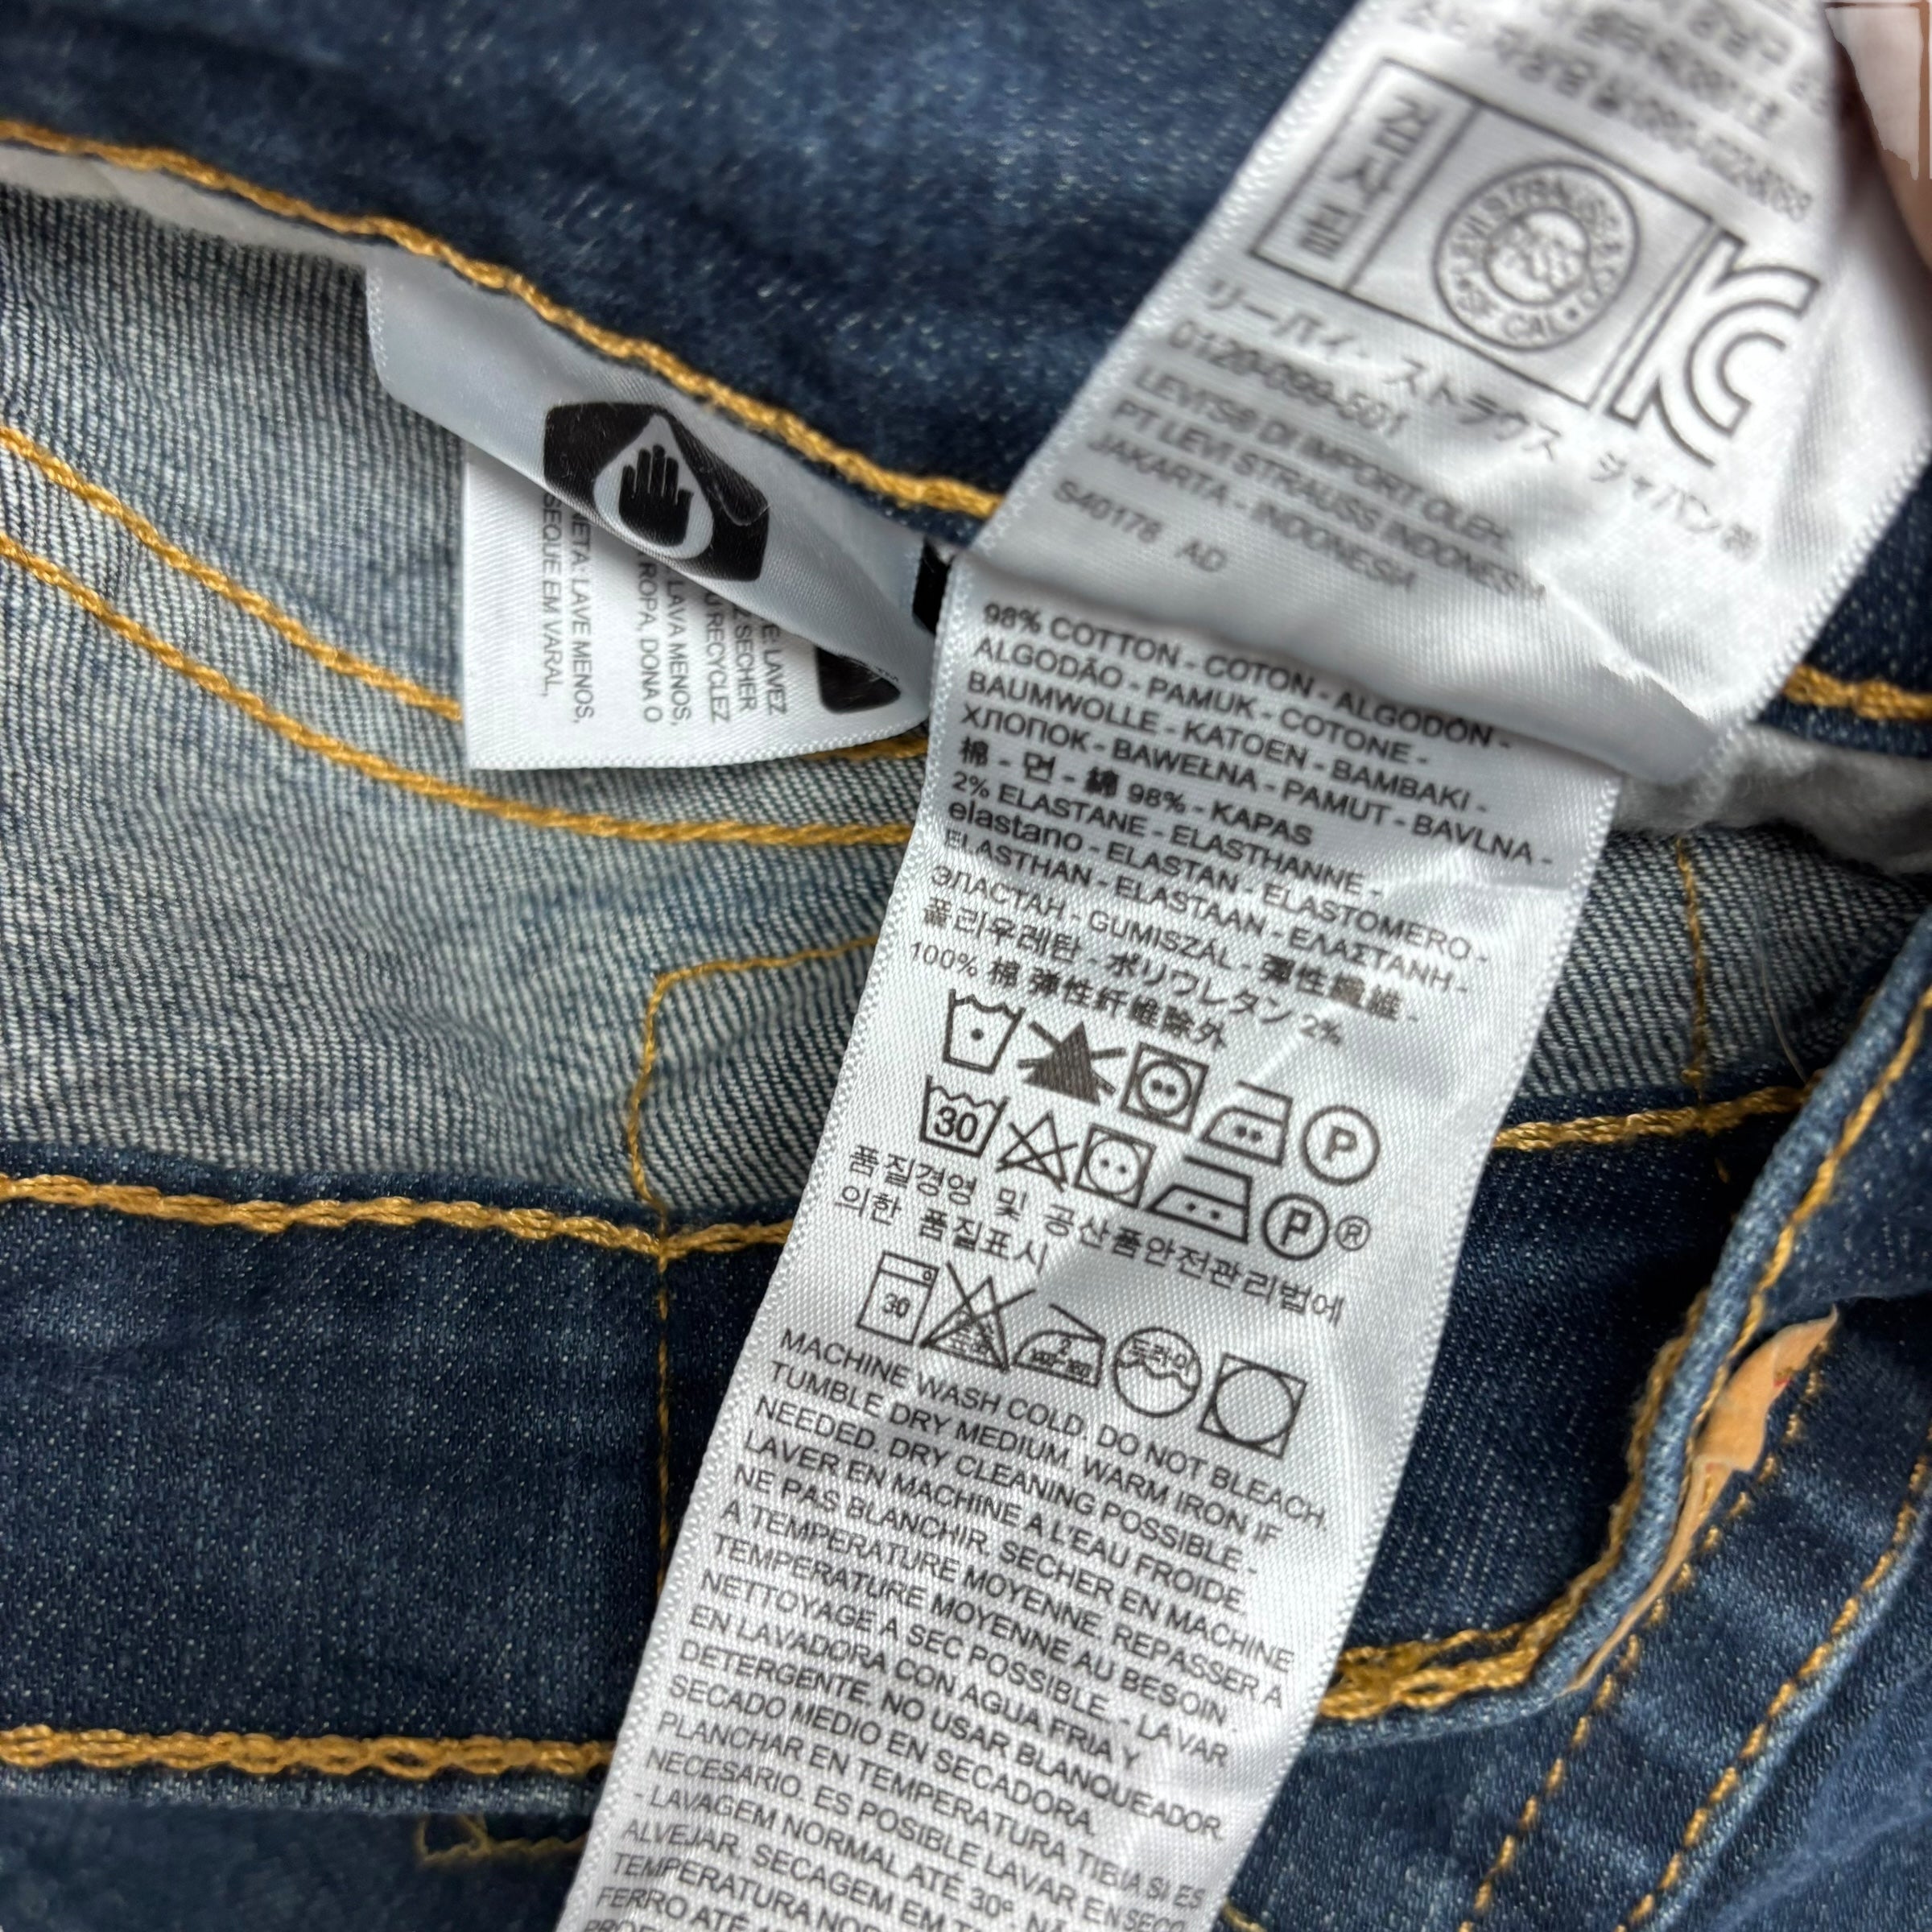 검사필
LEVI STRAUSS & CO
SF CAL
リーバイ・ストラウス ジャパン㈱
0120-099-501
LEVI'S® DI IMPORT OLEH:
PT LEVI STRAUSS INDONESIA
JAKARTA - INDONESIA
S40176 AD
LAVEZ
SECHER
RECYCLEZ
LAVA MENOS,
ROPA, DONA O
LAVE MENOS,
SEQUE EM VARAL,
98% COTTON - COTON - ALGODÓN -
ALGODÃO - PAMUK - COTONE -
BAUMWOLLE - KATOEN - BAMBAKI -
ХЛОПОК - BAWEŁNA - PAMUT - BAVLNA -
棉 - 면 - 綿 98% - KAPAS
2% ELASTANE - ELASTHANNE -
elastano - ELASTAN - ELASTOMERO -
ELASTHAN - ELASTAAN - ΕΛΑΣΤΑΝΗ -
ЭЛАСТАН - GUMISZÁL - 彈性纖維 -
폴리우레탄 - ポリウレタン 2%
100% 棉 弹性纤维除外
P
30
P ®
품질경영 및 공산품안전관리법에
의한 품질표시
30
드라이
MACHINE WASH COLD. DO NOT BLEACH.
TUMBLE DRY MEDIUM. WARM IRON IF
NEEDED. DRY CLEANING POSSIBLE -
LAVER EN MACHINE A L'EAU FROIDE.
NE PAS BLANCHIR. SECHER EN MACHINE
A TEMPERATURE MOYENNE. REPASSER A
TEMPERATURE MOYENNE AU BESOIN -
NETTOYAGE A SEC POSSIBLE. - LAVAR
EN LAVADORA CON AGUA FRIA Y
DETERGENTE. NO USAR BLANQUEADOR.
SECADO MEDIO EN SECADORA.
PLANCHAR EN TEMPERATURA TIBIA SI ES
NECESARIO. ES POSIBLE LAVAR EN SECO
- LAVAGEM NORMAL ATÉ 30°
ALVEJAR. SECAGEM EM
TEMPERATURA
FERRO ATÉ